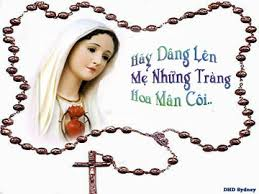 Hãy Dâng Lên
Mẹ Những Tràng
Hoa Mân Côi..
DHD Sydney